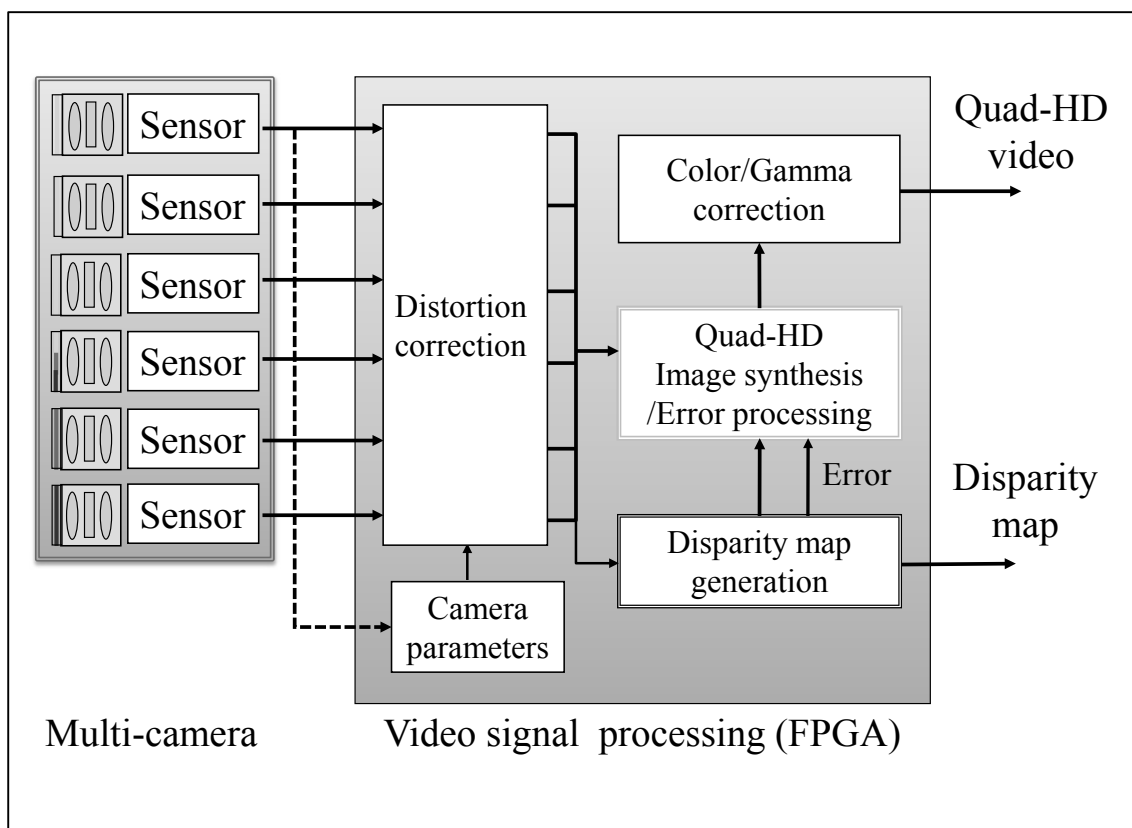 Sensor
Sensor
Sensor
Sensor
Sensor
Sensor
Multi-camera
Distortion
correction
Camera
parameters
Color/Gamma
correction
Quad-HD
Image synthesis
/Error processing
Error
Disparity map
generation
Video signal processing (FPGA)
Quad-HD
video
Disparity
map